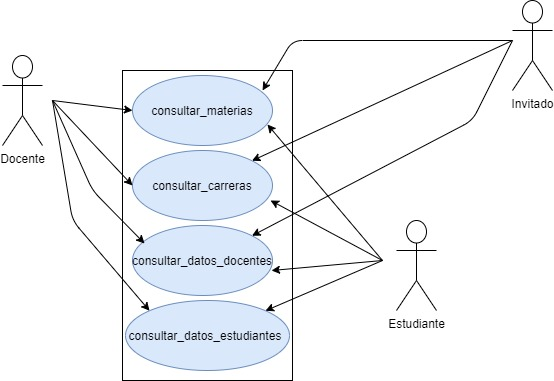 Invitado
consultar_materias
Docente
consultar_carreras
consultar_datos_docentes
Estudiante
consultar_datos_estudiantes